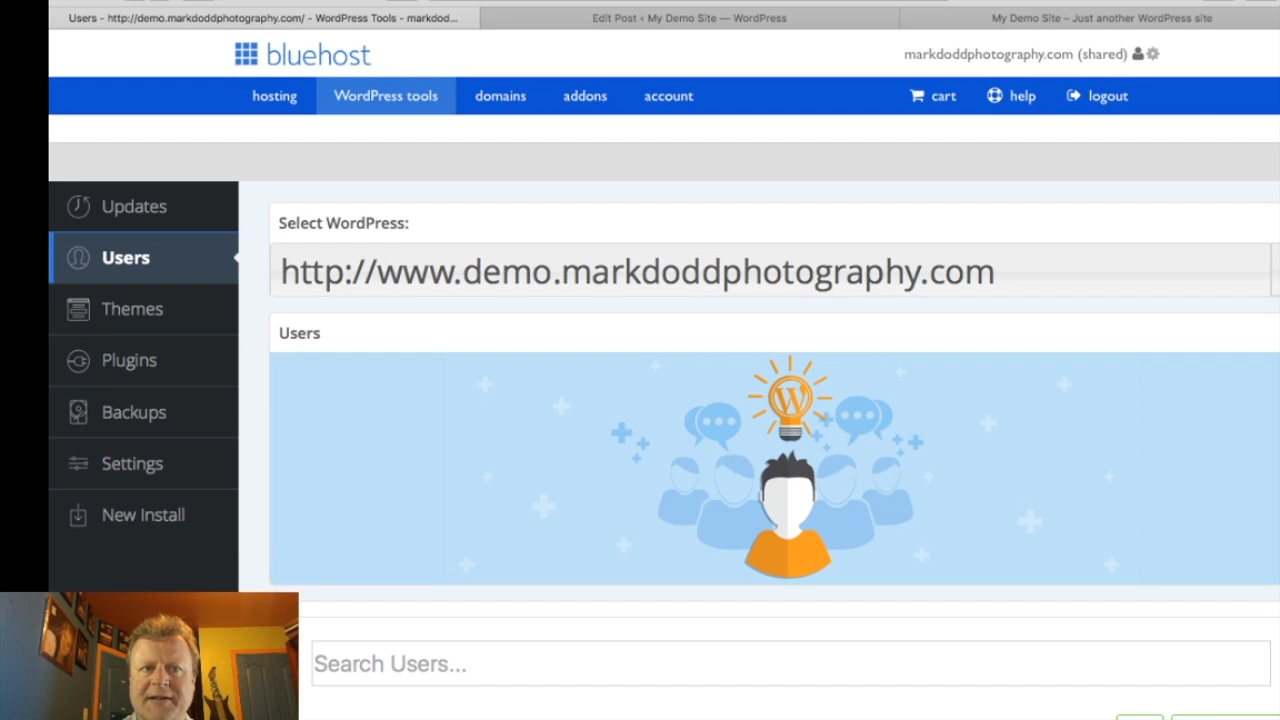 Users - http://demo.markdoddphotography.com/ - WordPress Tools - markdod...
Edit Post ‹ My Demo Site — WordPress
My Demo Site – Just another WordPress site
bluehost
markdoddphotography.com (shared)
hosting
WordPress tools
domains
addons
account
cart
help
logout
Updates
Users
Themes
Plugins
Backups
Settings
New Install
Select WordPress:
http://www.demo.markdoddphotography.com
Users
W
Search Users...